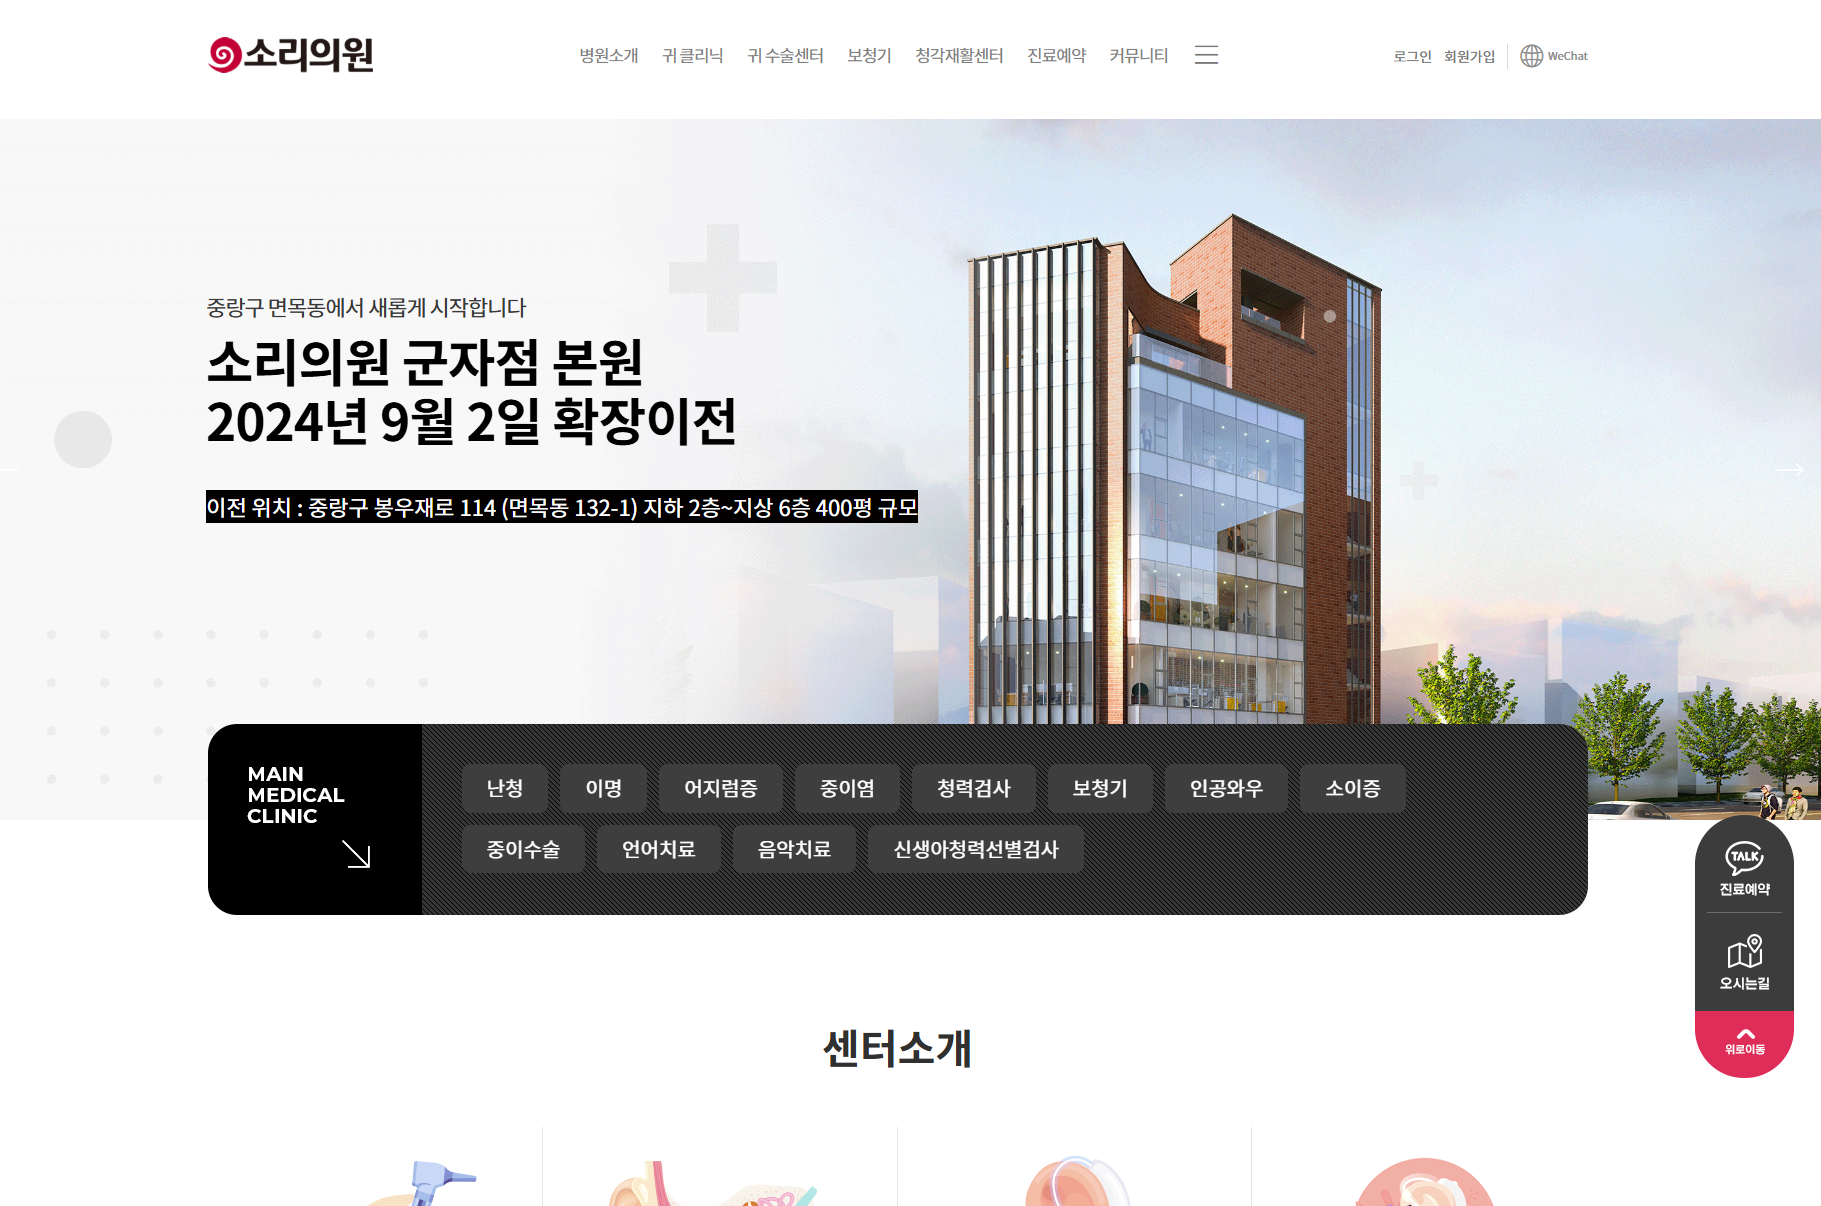 소리의원
병원소개 귀 클리닉 귀 수술센터 보청기 청각재활센터 진료예약 커뮤니티
로그인 회원가입 WeChat
중랑구 면목동에서 새롭게 시작합니다
소리의원 군자점 본원
2024년 9월 2일 확장이전
이전 위치 : 중랑구 봉우재로 114 (면목동 132-1) 지하 2층~지상 6층 400평 규모
MAIN
MEDICAL
CLINIC
난청 이명 어지럼증 중이염 청력검사 보청기 인공와우 소이증
중이수술 언어치료 음악치료 신생아청력선별검사
TALK
진료예약
오시는길
위로이동
센터소개